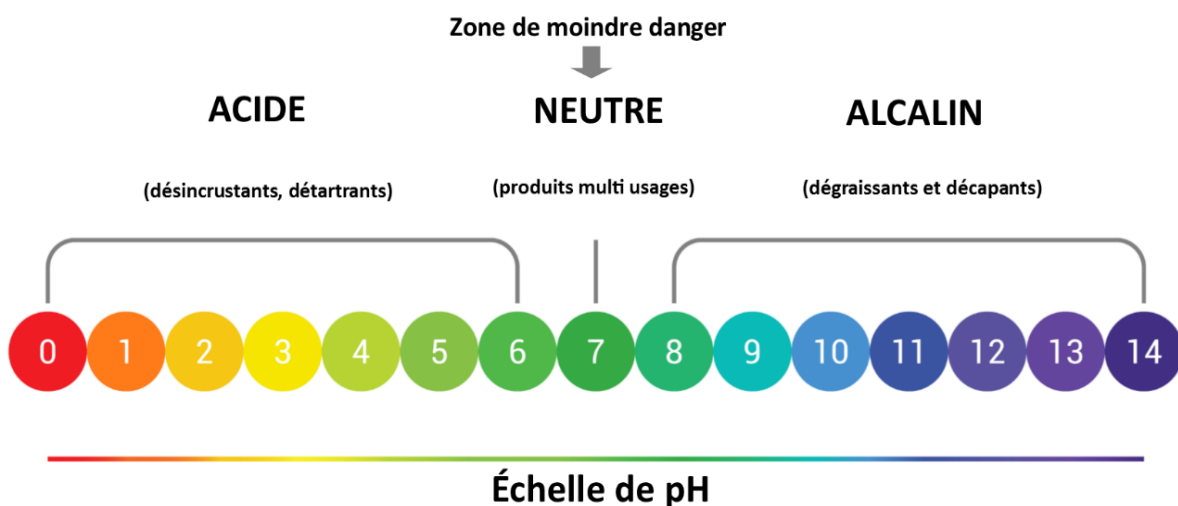 Zone de moindre danger
ACIDE
NEUTRE
ALCALIN
(désincrustants, détartrants)
(produits multi usages)
(dégraissants et décapants)
0 1 2 3 4 5 6 7 8 9 10 11 12 13 14
Échelle de pH